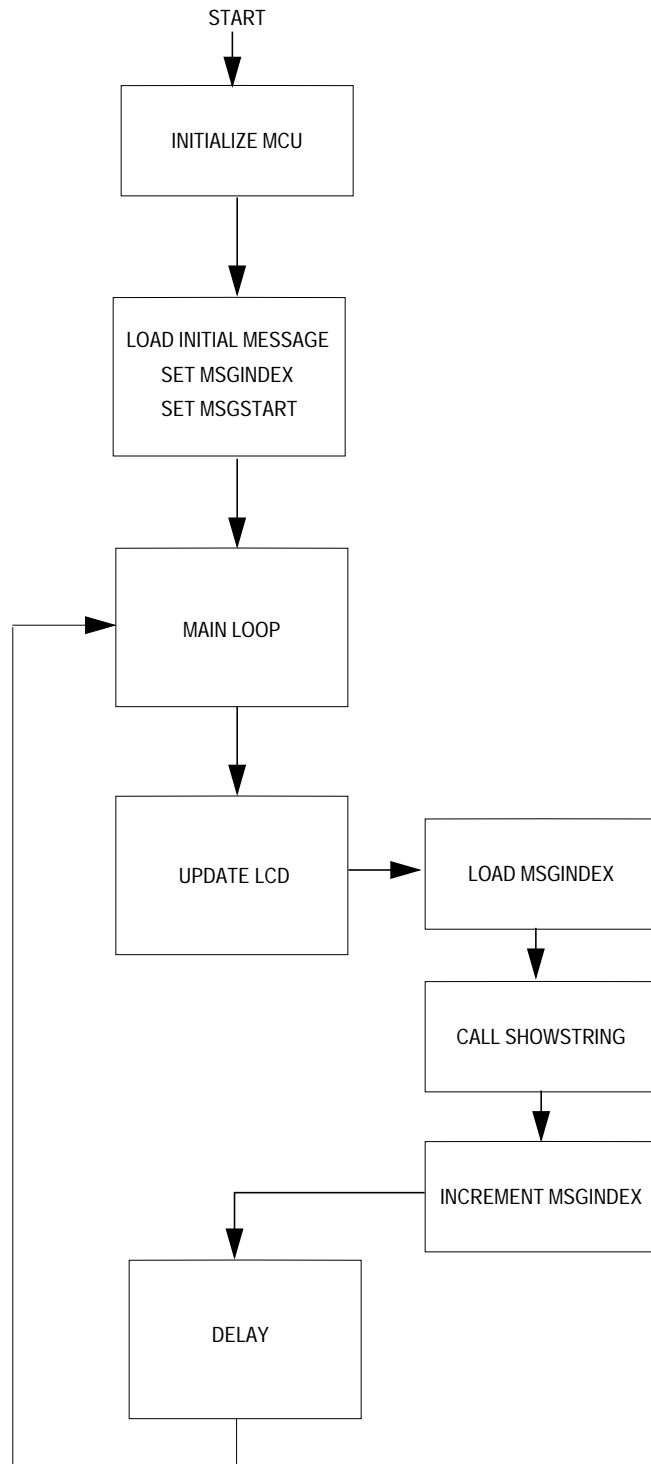 START
INITIALIZE MCU
LOAD INITIAL MESSAGE
SET MSGINDEX
SET MSGSTART
MAIN LOOP
UPDATE LCD
LOAD MSGINDEX
CALL SHOWSTRING
INCREMENT MSGINDEX
DELAY